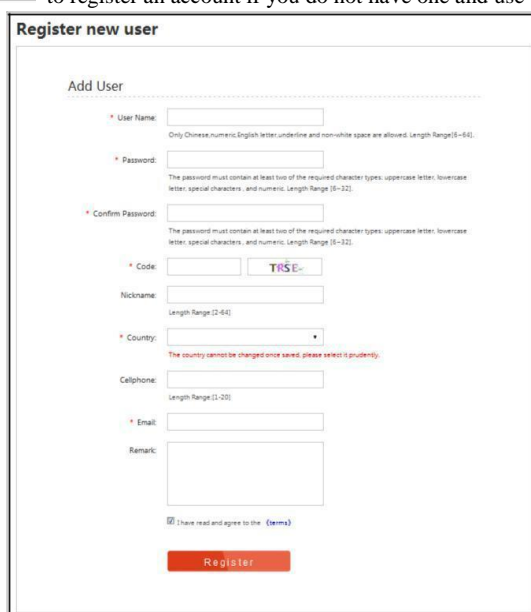 to register an account if you do not have one and use
Register new user
Add User
* User Name:
Only Chinese,numeric,English letter,underline and non-white space are allowed. Length Range[6~64].
* Password:
The password must contain at least two of the required character types: uppercase letter, lowercase
letter, special characters , and numeric. Length Range [6~32].
* Confirm Password:
The password must contain at least two of the required character types: uppercase letter, lowercase
letter, special characters , and numeric. Length Range [6~32].
* Code:
TRSE
Nickname:
Length Range:[2-64]
* Country:
The country cannot be changed once saved, please select it prudently.
Cellphone:
Length Range:[1-20]
* Email:
Remark:
I have read and agree to the (terms)
Register